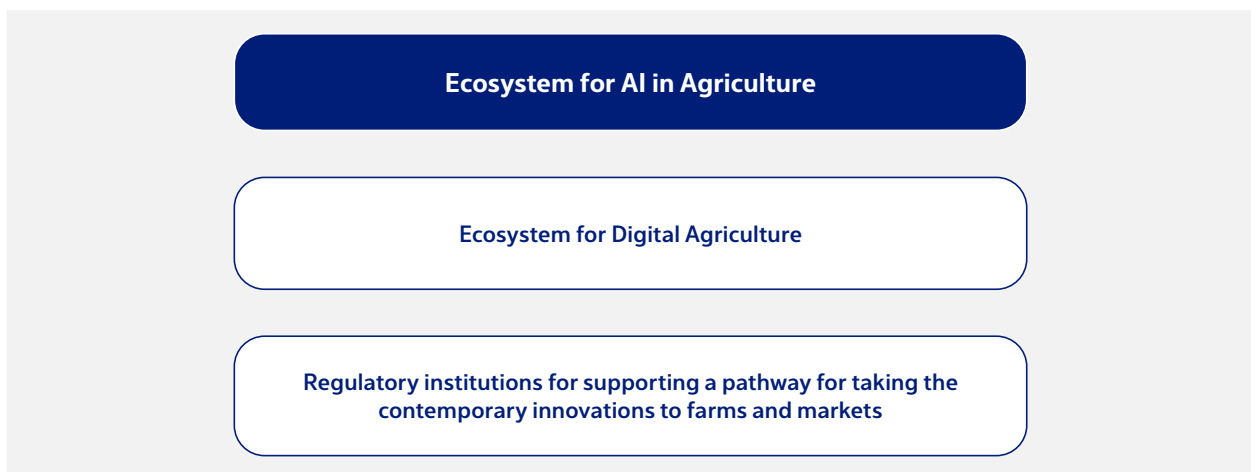 Ecosystem for AI in Agriculture
Ecosystem for Digital Agriculture
Regulatory institutions for supporting a pathway for taking the
contemporary innovations to farms and markets